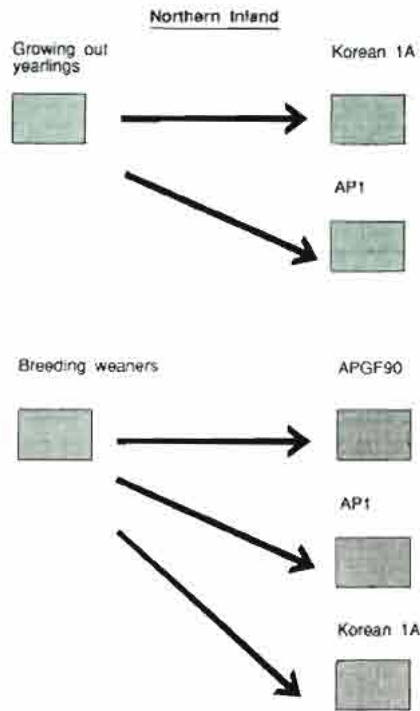 Northern Inland
Growing out
yearlings
Korean 1A
AP1
Breeding weaners
APGF90
AP1
Korean 1A